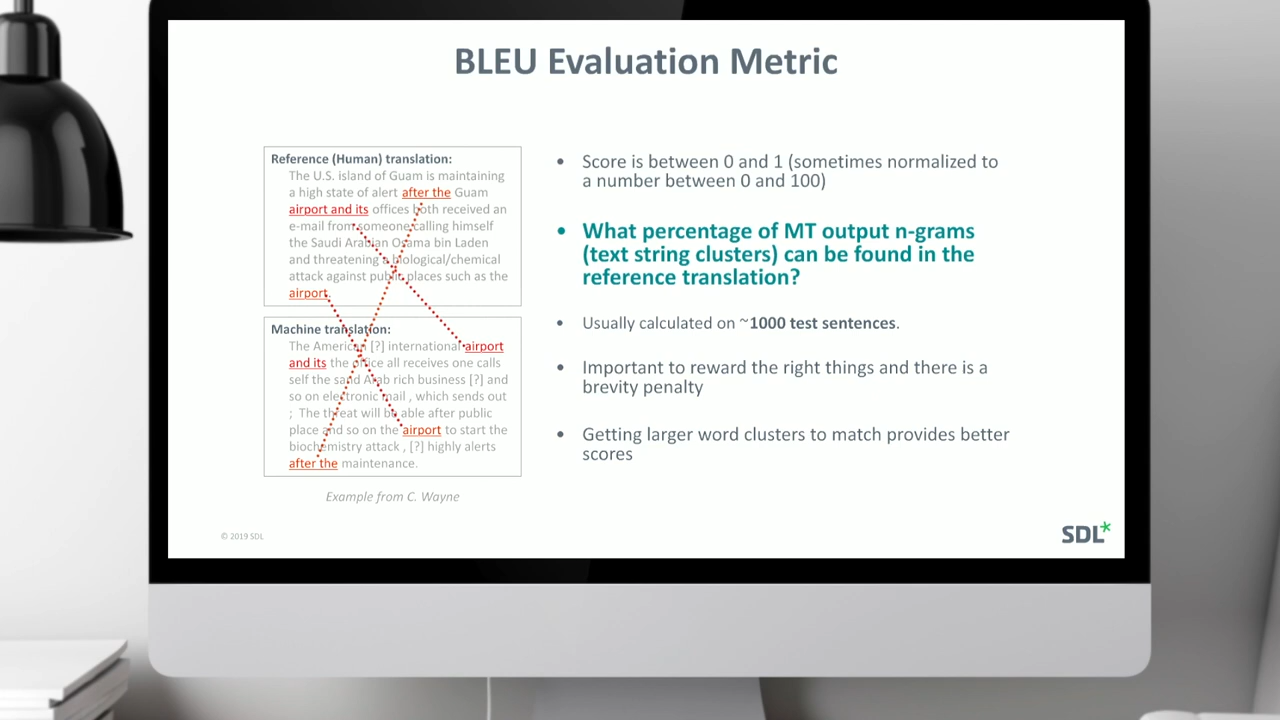 BLEU Evaluation Metric
Reference (Human) translation:
The U.S. island of Guam is maintaining
a high state of alert after the Guam
airport and its offices both received an
e-mail from someone calling himself
the Saudi Arabian Osama bin Laden
and threatening a biological/chemical
attack against public places such as the
airport.
Machine translation:
The American [?] international airport
and its the office all receives one calls
self the sand Arab rich business [?] and
so on electronic mail , which sends out
; The threat will be able after public
place and so on the airport to start the
biochemistry attack , [?] highly alerts
after the maintenance.
Example from C. Wayne
• Score is between 0 and 1 (sometimes normalized to
a number between 0 and 100)
• What percentage of MT output n-grams
(text string clusters) can be found in the
reference translation?
• Usually calculated on ~1000 test sentences.
• Important to reward the right things and there is a
brevity penalty
• Getting larger word clusters to match provides better
scores
© 2019 SDL
SDL*